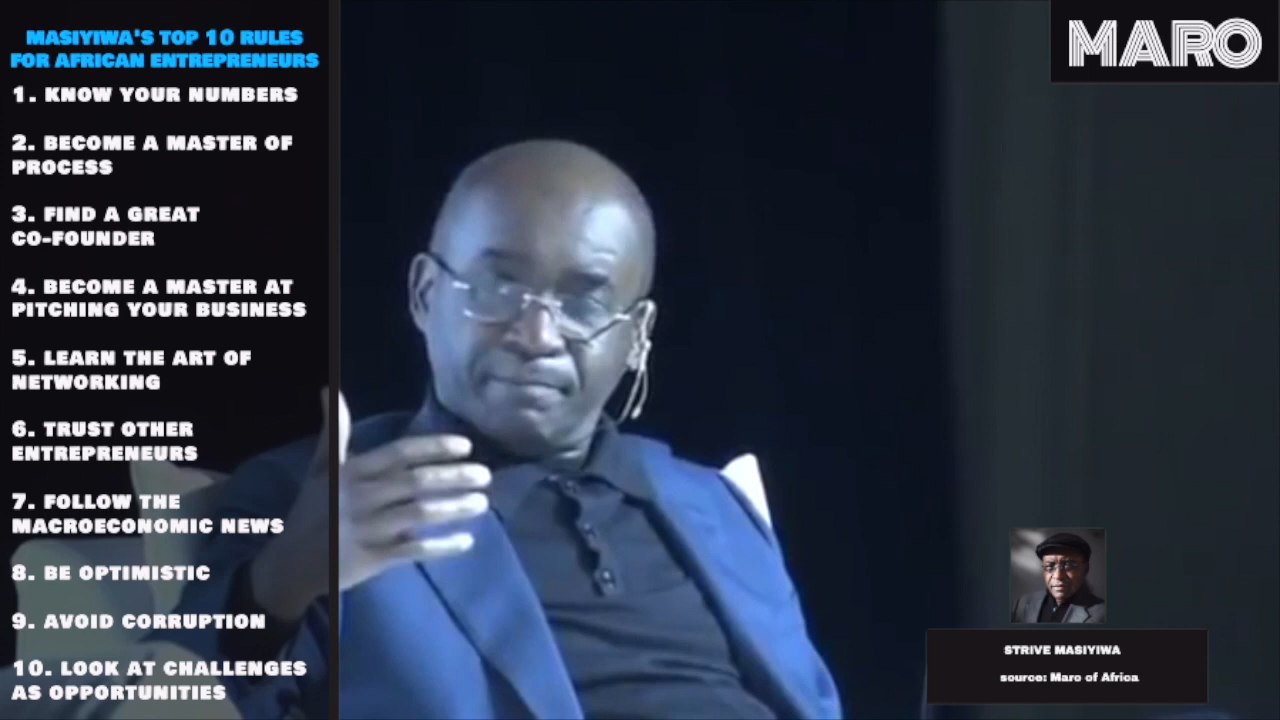 MASIYIWA'S TOP 10 RULES
FOR AFRICAN ENTREPRENEURS
1. KNOW YOUR NUMBERS
2. BECOME A MASTER OF
PROCESS
3. FIND A GREAT
CO-FOUNDER
4. BECOME A MASTER AT
PITCHING YOUR BUSINESS
5. LEARN THE ART OF
NETWORKING
6. TRUST OTHER
ENTREPRENEURS
7. FOLLOW THE
MACROECONOMIC NEWS
8. BE OPTIMISTIC
9. AVOID CORRUPTION
10. LOOK AT CHALLENGES
AS OPPORTUNITIES
MARO
STRIVE MASIYIWA
source: Maro of Africa